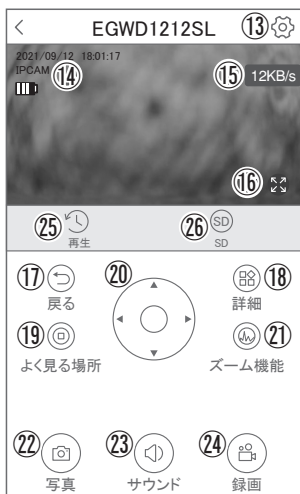 EGWD1212SL ⑬
2021/09/12 18:01:17
IPCAM ⑭
⑮ 12KB/s
⑯
㉕ 再生
㉖ SD
SD
⑰ 戻る
⑳
⑱ 詳細
⑲ よく見る場所
㉑ ズーム機能
㉒ 写真
㉓ サウンド
㉔ 録画